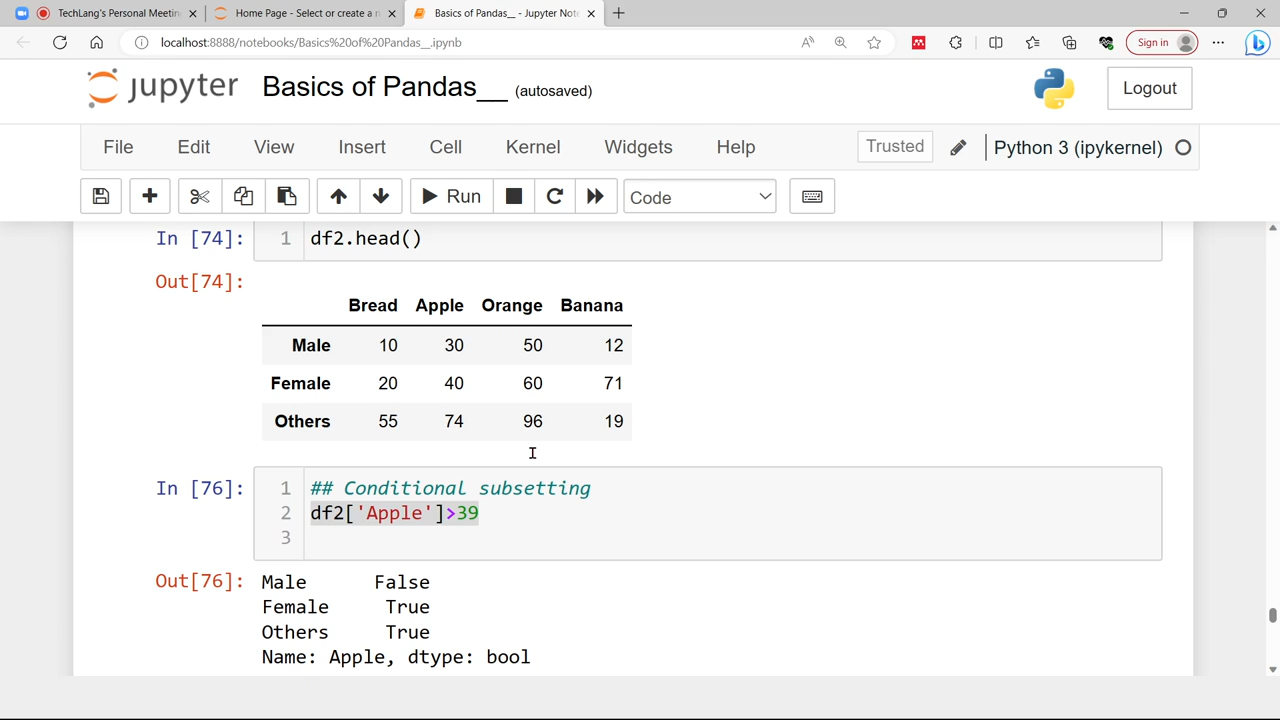 TechLang's Personal Meetin
Home Page - Select or create a n
Basics of Pandas__ - Jupyter Note
localhost:8888/notebooks/Basics%20of%20Pandas__.ipynb
Sign in
jupyter Basics of Pandas__ (autosaved)
Logout
File Edit View Insert Cell Kernel Widgets Help
Trusted
Python 3 (ipykernel)
Run
Code
In [74]: 1 df2.head()
Out[74]:
Bread Apple Orange Banana
Male 10 30 50 12
Female 20 40 60 71
Others 55 74 96 19
In [76]: 1 ## Conditional subsetting
2 df2['Apple']>39
3
Out[76]: Male False
Female True
Others True
Name: Apple, dtype: bool